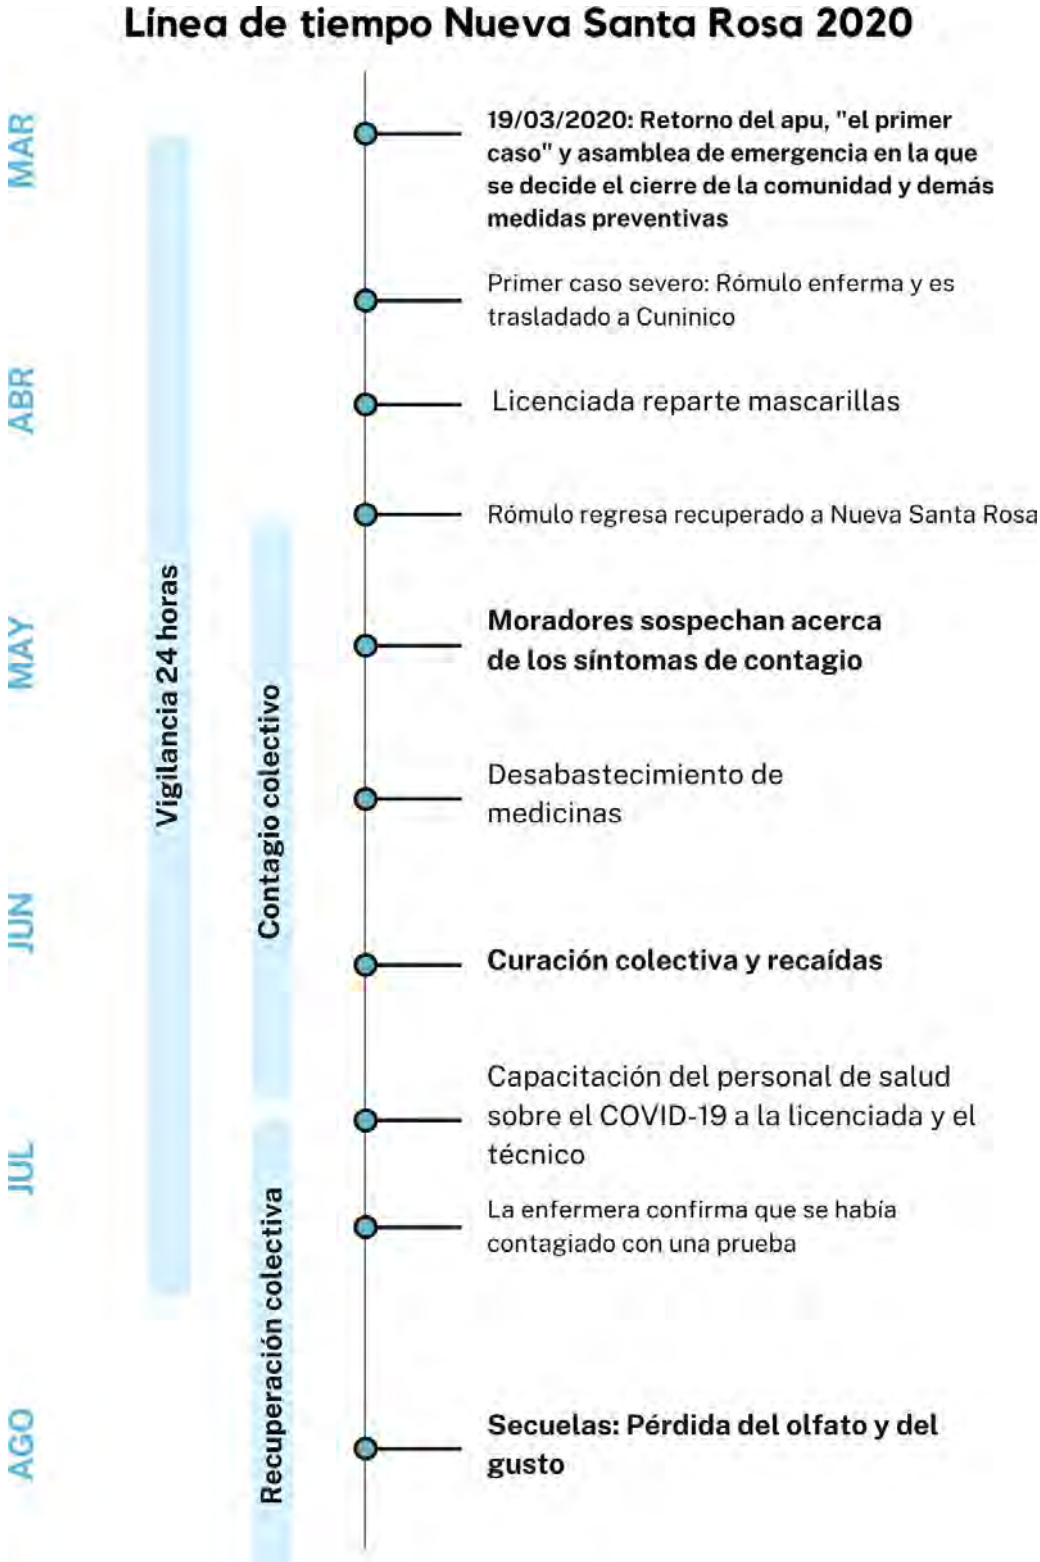 Línea de tiempo Nueva Santa Rosa 2020
MAR
19/03/2020: Retorno del apu, "el primer
caso" y asamblea de emergencia en la que
se decide el cierre de la comunidad y demás
medidas preventivas
Primer caso severo: Rómulo enferma y es
trasladado a Cuninico
ABR
Licenciada reparte mascarillas
Rómulo regresa recuperado a Nueva Santa Rosa
MAY
Vigilancia 24 horas
Moradores sospechan acerca
de los síntomas de contagio
Contagio colectivo
Desabastecimiento de
medicinas
JUN
Curación colectiva y recaídas
Capacitación del personal de salud
sobre el COVID-19 a la licenciada y el
técnico
JUL
La enfermera confirma que se había
contagiado con una prueba
Recuperación colectiva
AGO
Secuelas: Pérdida del olfato y del
gusto